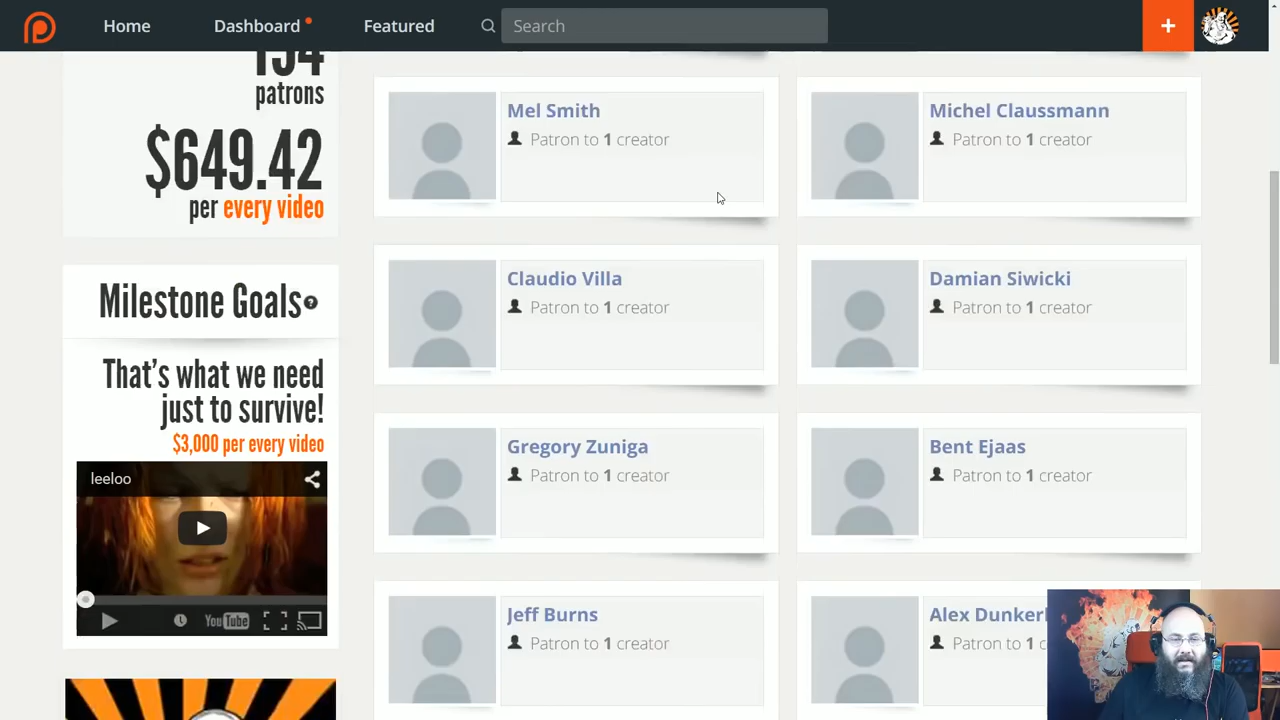 Home
Dashboard
Featured
Search
+
194
patrons
$649.42
per every video
Milestone Goals?
That's what we need
just to survive!
$3,000 per every video
leeloo
YouTube
Mel Smith
Patron to 1 creator
Michel Claussmann
Patron to 1 creator
Claudio Villa
Patron to 1 creator
Damian Siwicki
Patron to 1 creator
Gregory Zuniga
Patron to 1 creator
Bent Ejaas
Patron to 1 creator
Jeff Burns
Patron to 1 creator
Alex
Patron to 1 c